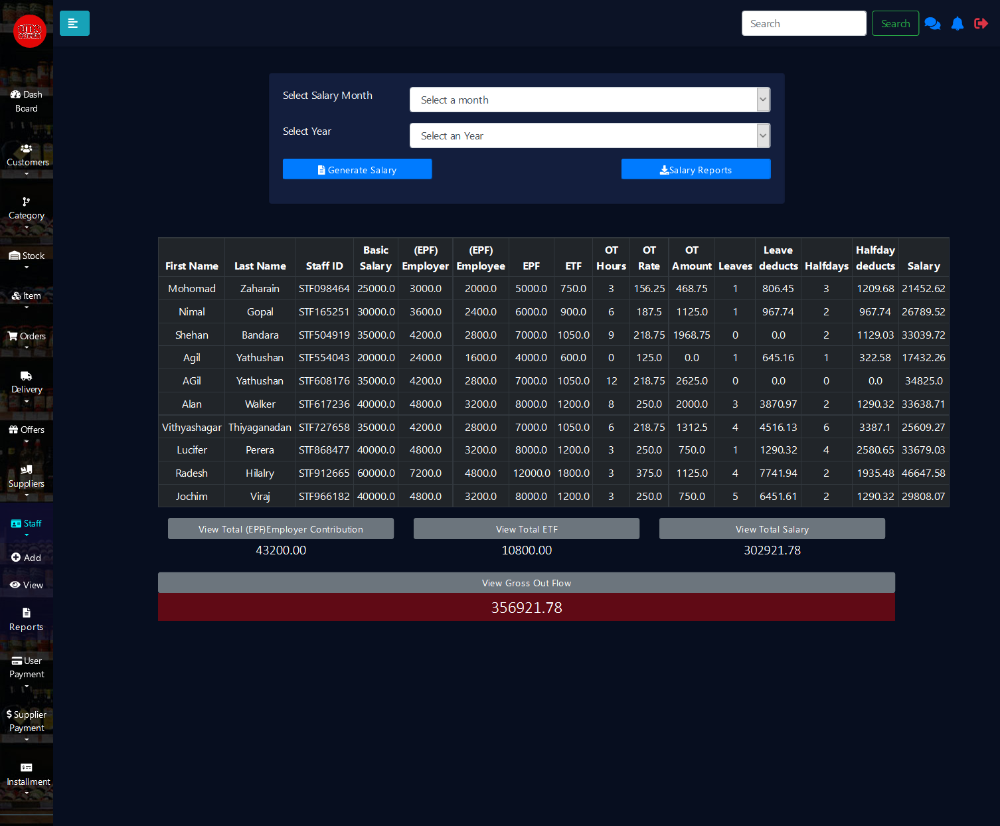 Search
Search
Dash
Board
Customers
Category
Stock
Item
Orders
Delivery
Offers
Suppliers
Staff
Add
View
Reports
User
Payment
Supplier
Payment
Installment
Select Salary Month
Select a month
Select Year
Select an Year
Generate Salary
Salary Reports
First Name Last Name Staff ID Basic Salary (EPF) Employer (EPF) Employee EPF ETF OT Hours OT Rate OT Amount Leaves Leave deducts Halfdays Halfday deducts Salary
Mohomad Zaharain STF098464 25000.0 3000.0 2000.0 5000.0 750.0 3 156.25 468.75 1 806.45 3 1209.68 21452.62
Nimal Gopal STF165251 30000.0 3600.0 2400.0 6000.0 900.0 6 187.5 1125.0 1 967.74 2 967.74 26789.52
Shehan Bandara STF504919 35000.0 4200.0 2800.0 7000.0 1050.0 9 218.75 1968.75 0 0.0 2 1129.03 33039.72
Agil Yathushan STF554043 20000.0 2400.0 1600.0 4000.0 600.0 0 125.0 0.0 1 645.16 1 322.58 17432.26
AGil Yathushan STF608176 35000.0 4200.0 2800.0 7000.0 1050.0 12 218.75 2625.0 0 0.0 0 0.0 34825.0
Alan Walker STF617236 40000.0 4800.0 3200.0 8000.0 1200.0 8 250.0 2000.0 3 3870.97 2 1290.32 33638.71
Vithyashagar Thiyaganadan STF727658 35000.0 4200.0 2800.0 7000.0 1050.0 6 218.75 1312.5 4 4516.13 6 3387.1 25609.27
Lucifer Perera STF868477 40000.0 4800.0 3200.0 8000.0 1200.0 3 250.0 750.0 1 1290.32 4 2580.65 33679.03
Radesh Hilalry STF912665 60000.0 7200.0 4800.0 12000.0 1800.0 3 375.0 1125.0 4 7741.94 2 1935.48 46647.58
Jochim Viraj STF966182 40000.0 4800.0 3200.0 8000.0 1200.0 3 250.0 750.0 5 6451.61 2 1290.32 29808.07
View Total (EPF)Employer Contribution
43200.00
View Total ETF
10800.00
View Total Salary
302921.78
View Gross Out Flow
356921.78